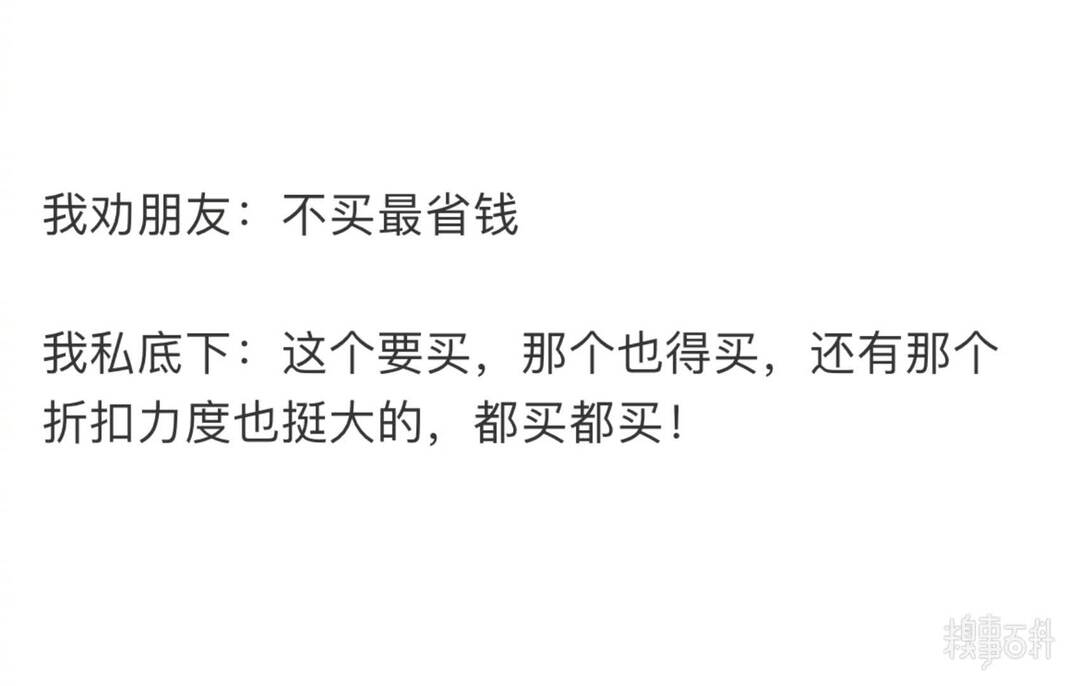 我劝朋友：不买最省钱
我私底下：这个要买，那个也得买，还有那个
折扣力度也挺大的，都买都买！
糗事百科